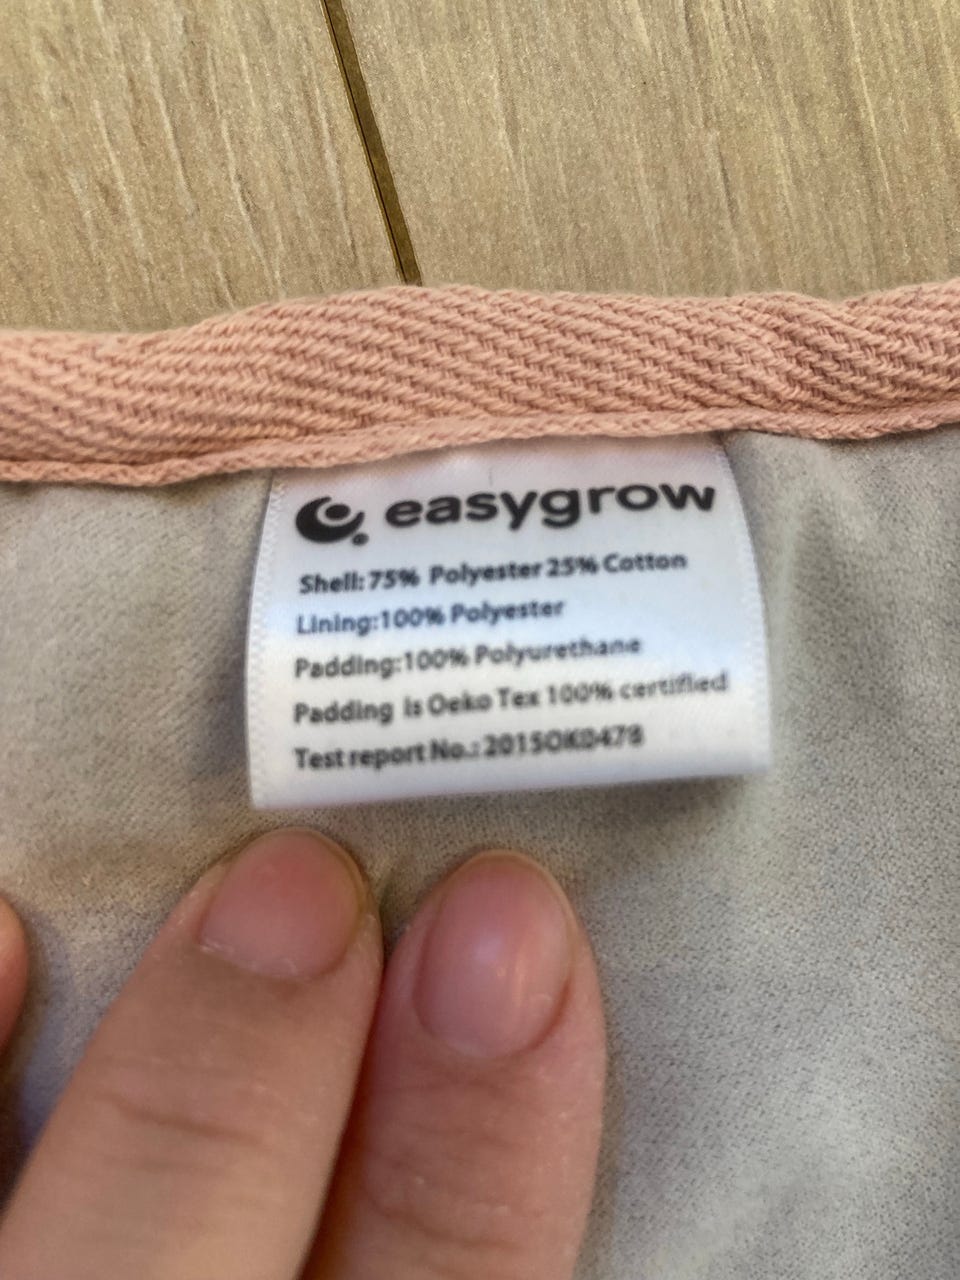 easygrow
Shell: 75% Polyester 25% Cotton
Lining:100% Polyester
Padding:100% Polyurethane
Padding is Oeko Tex 100% certified
Test report No.: 2015OK0478